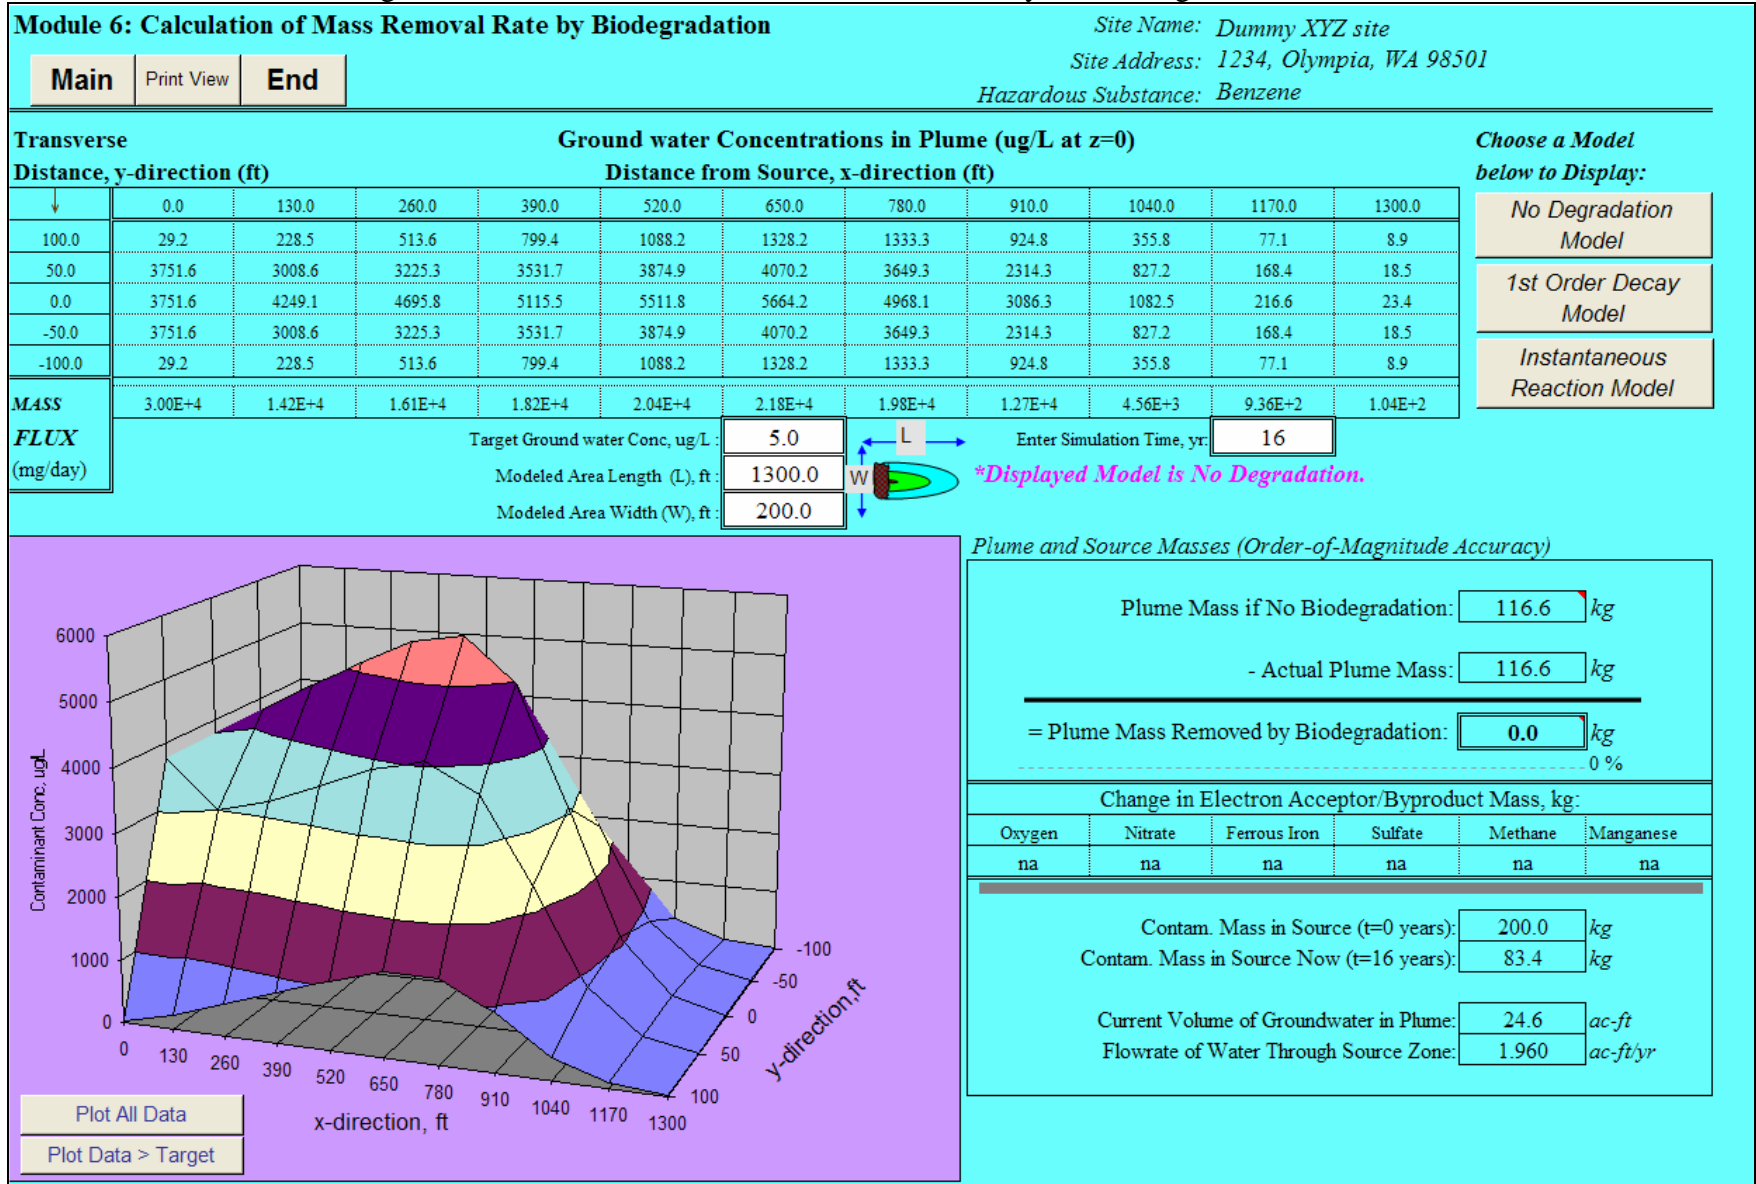 Module 6: Calculation of Mass Removal Rate by Biodegradation
Site Name: Dummy XYZ site
Site Address: 1234, Olympia, WA 98501
Hazardous Substance: Benzene
Main Print View End
Transverse
Distance, y-direction (ft)
Ground water Concentrations in Plume (ug/L at z=0)
Distance from Source, x-direction (ft)
Choose a Model
below to Display:
0.0 130.0 260.0 390.0 520.0 650.0 780.0 910.0 1040.0 1170.0 1300.0
100.0 29.2 228.5 513.6 799.4 1088.2 1328.2 1333.3 924.8 355.8 77.1 8.9
50.0 3751.6 3008.6 3225.3 3531.7 3874.9 4070.2 3649.3 2314.3 827.2 168.4 18.5
0.0 3751.6 4249.1 4695.8 5115.5 5511.8 5664.2 4968.1 3086.3 1082.5 216.6 23.4
-50.0 3751.6 3008.6 3225.3 3531.7 3874.9 4070.2 3649.3 2314.3 827.2 168.4 18.5
-100.0 29.2 228.5 513.6 799.4 1088.2 1328.2 1333.3 924.8 355.8 77.1 8.9
MASS 3.00E+4 1.42E+4 1.61E+4 1.82E+4 2.04E+4 2.18E+4 1.98E+4 1.27E+4 4.56E+3 9.36E+2 1.04E+2
FLUX
(mg/day)
No Degradation
Model
1st Order Decay
Model
Instantaneous
Reaction Model
Target Ground water Conc, ug/L : 5.0
Modeled Area Length (L), ft : 1300.0
Modeled Area Width (W), ft : 200.0
L
W
Enter Simulation Time, yr: 16
*Displayed Model is No Degradation.
Contaminant Conc, ug/L
6000
5000
4000
3000
2000
1000
0
0 130 260 390 520 650 780 910 1040 1170 1300
x-direction, ft
-100
-50
0
50
100
y-direction,ft
Plot All Data
Plot Data > Target
Plume and Source Masses (Order-of-Magnitude Accuracy)
Plume Mass if No Biodegradation: 116.6 kg
- Actual Plume Mass: 116.6 kg
= Plume Mass Removed by Biodegradation: 0.0 kg
0 %
Change in Electron Acceptor/Byproduct Mass, kg:
Oxygen Nitrate Ferrous Iron Sulfate Methane Manganese
na na na na na na
Contam. Mass in Source (t=0 years): 200.0 kg
Contam. Mass in Source Now (t=16 years): 83.4 kg
Current Volume of Groundwater in Plume: 24.6 ac-ft
Flowrate of Water Through Source Zone: 1.960 ac-ft/yr